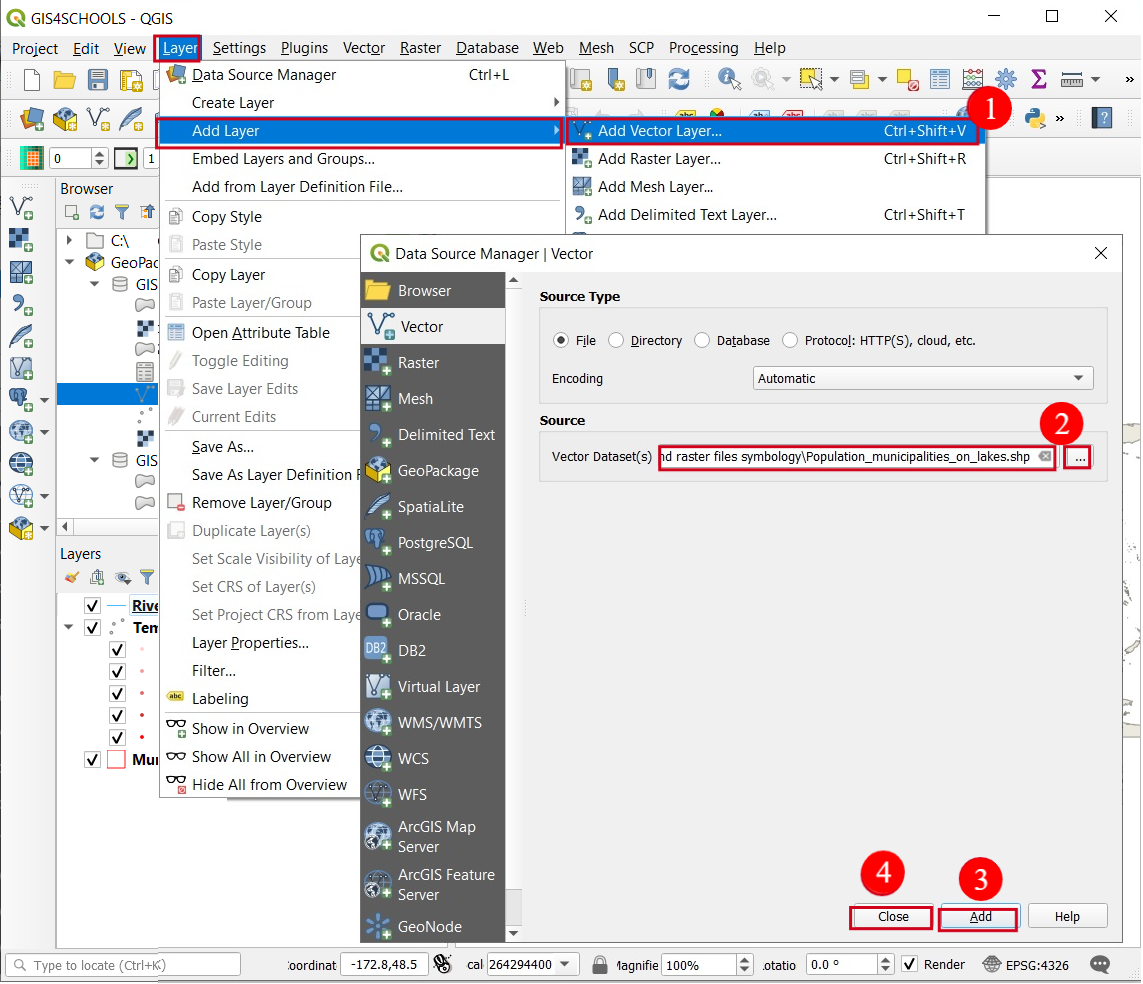 GIS4SCHOOLS - QGIS
Project Edit View Layer Settings Plugins Vector Raster Database Web Mesh SCP Processing Help
Data Source Manager Ctrl+L
Create Layer
»
1
Add Layer
Add Vector Layer... Ctrl+Shift+V
»
0
1
Embed Layers and Groups...
Add Raster Layer... Ctrl+Shift+R
Add from Layer Definition File...
Add Mesh Layer...
Browser
Copy Style
Add Delimited Text Layer... Ctrl+Shift+T
C:\
Paste Style
GeoPac
Copy Layer
GIS
Paste Layer/Group
Open Attribute Table
Toggle Editing
Save Layer Edits
Current Edits
Save As...
GIS
Save As Layer Definition F
Remove Layer/Group
Duplicate Layer(s)
Set Scale Visibility of Laye
Set CRS of Layer(s)
Set Project CRS from Laye
Layer Properties...
Filter...
abc Labeling
Show in Overview
Show All in Overview
Hide All from Overview
Layers
Rive
Tem
Mun
Data Source Manager | Vector
Browser
Vector
Raster
Mesh
Delimited Text
GeoPackage
SpatiaLite
PostgreSQL
MSSQL
Oracle
DB2 DB2
Virtual Layer
WMS/WMTS
WCS
WFS
ArcGIS Map
Server
ArcGIS Feature
Server
GeoNode
Source Type
File Directory Database Protocol: HTTP(S), cloud, etc.
Encoding Automatic
Source
2
Vector Dataset(s) nd raster files symbology\Population_municipalities_on_lakes.shp ...
4 3
Close Add Help
Type to locate (Ctrl+K) oordinat -172.8,48.5 cal 264294400 Magnifie 100% otatio 0.0 ° Render EPSG:4326